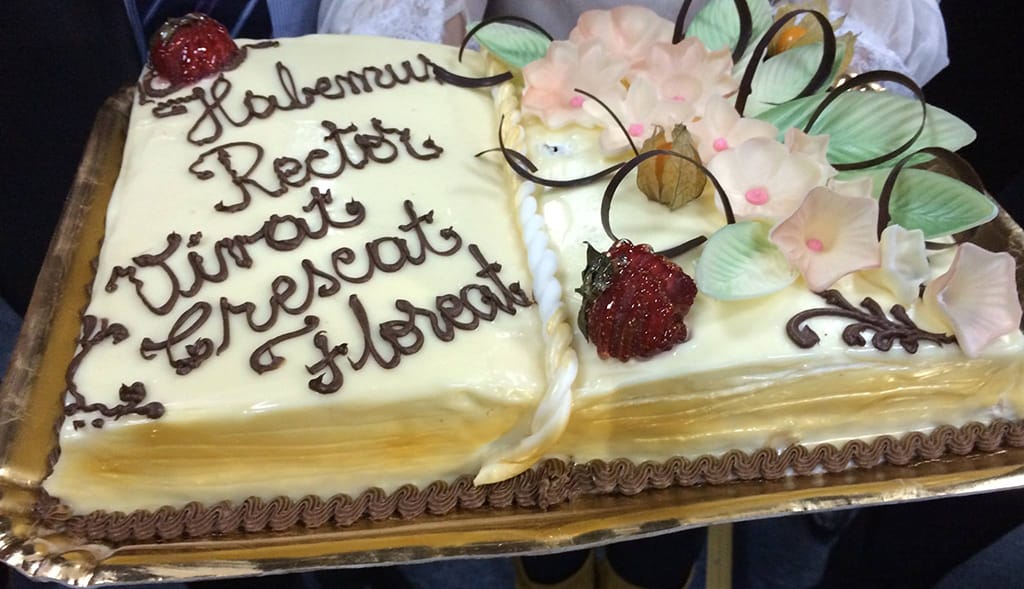 Habemus
Rector
Vivat
Crescat
Floreat